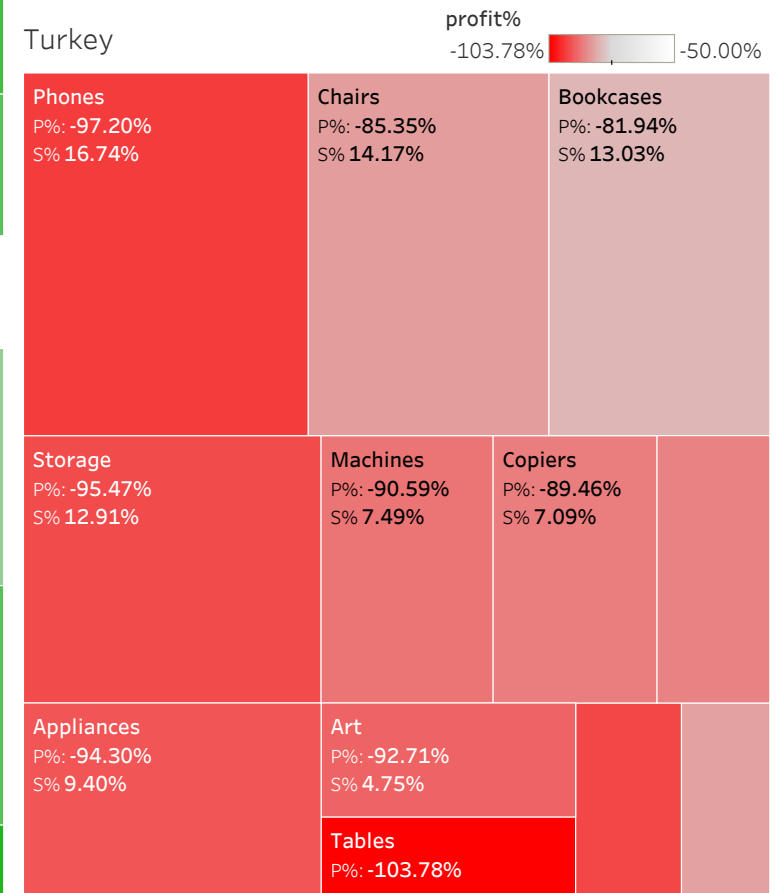 Turkey
profit%
-103.78%
-50.00%
Phones
P%: -97.20%
S% 16.74%
Chairs
P%: -85.35%
S% 14.17%
Bookcases
P%: -81.94%
S% 13.03%
Storage
P%: -95.47%
S% 12.91%
Machines
P%: -90.59%
S% 7.49%
Copiers
P%: -89.46%
S% 7.09%
Appliances
P%: -94.30%
S% 9.40%
Art
P%: -92.71%
S% 4.75%
Tables
P%: -103.78%